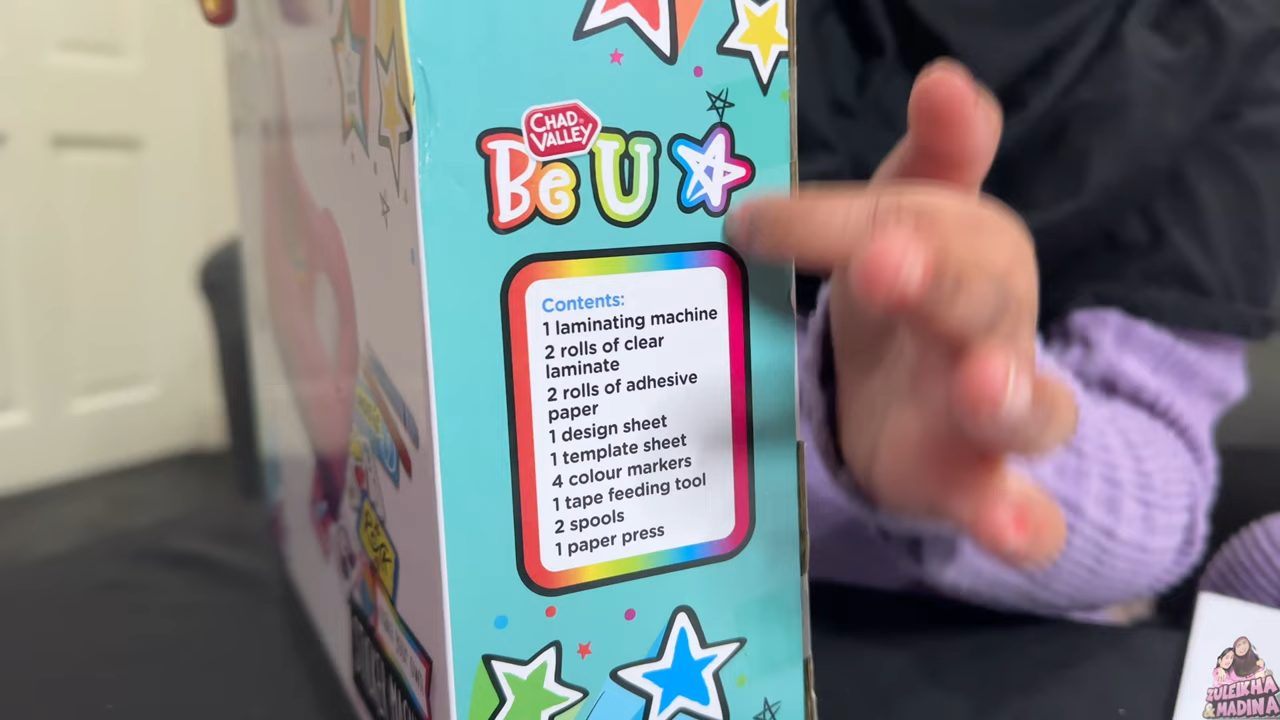 CHAD
VALLEY
Be U
Contents:
1 laminating machine
2 rolls of clear
laminate
2 rolls of adhesive
paper
1 design sheet
1 template sheet
4 colour markers
1 tape feeding tool
2 spools
1 paper press
ZULEIKHA
& MADINA